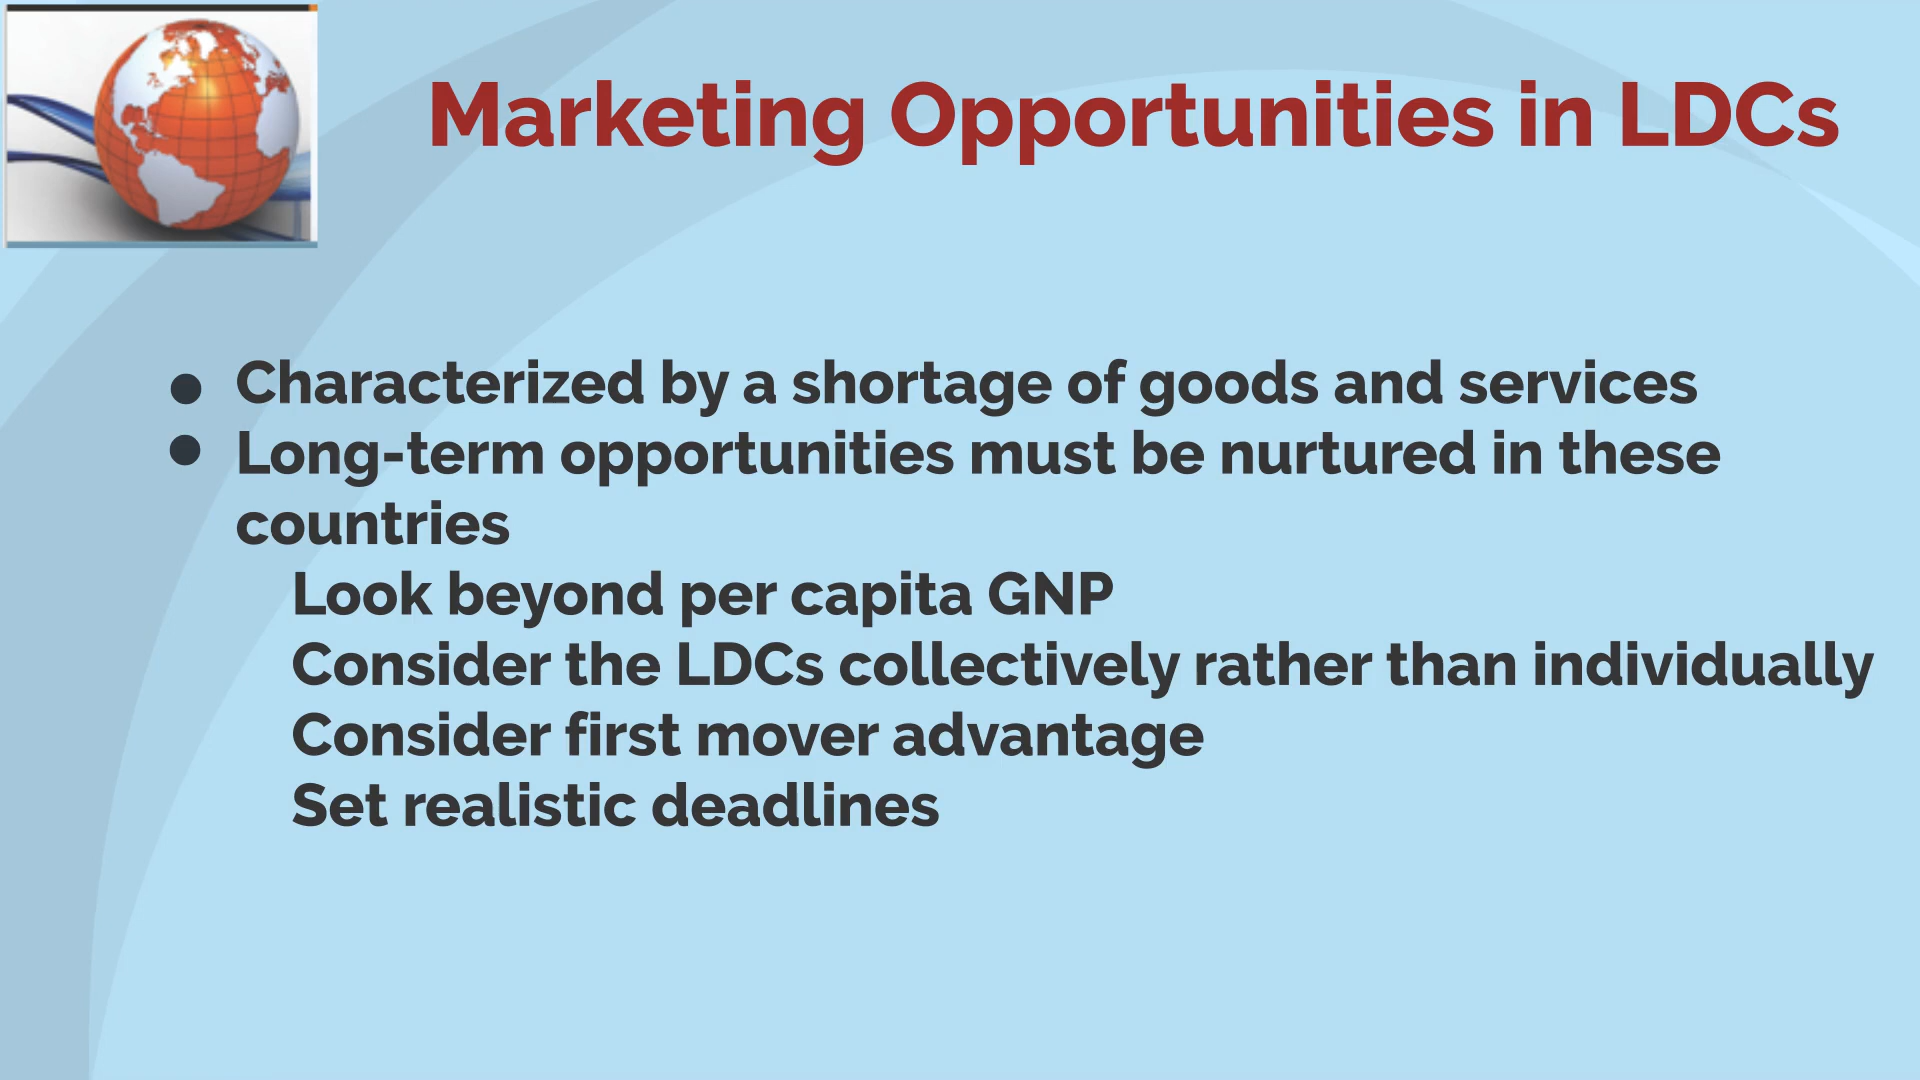 Marketing Opportunities in LDCs
● Characterized by a shortage of goods and services
● Long-term opportunities must be nurtured in these
countries
Look beyond per capita GNP
Consider the LDCs collectively rather than individually
Consider first mover advantage
Set realistic deadlines